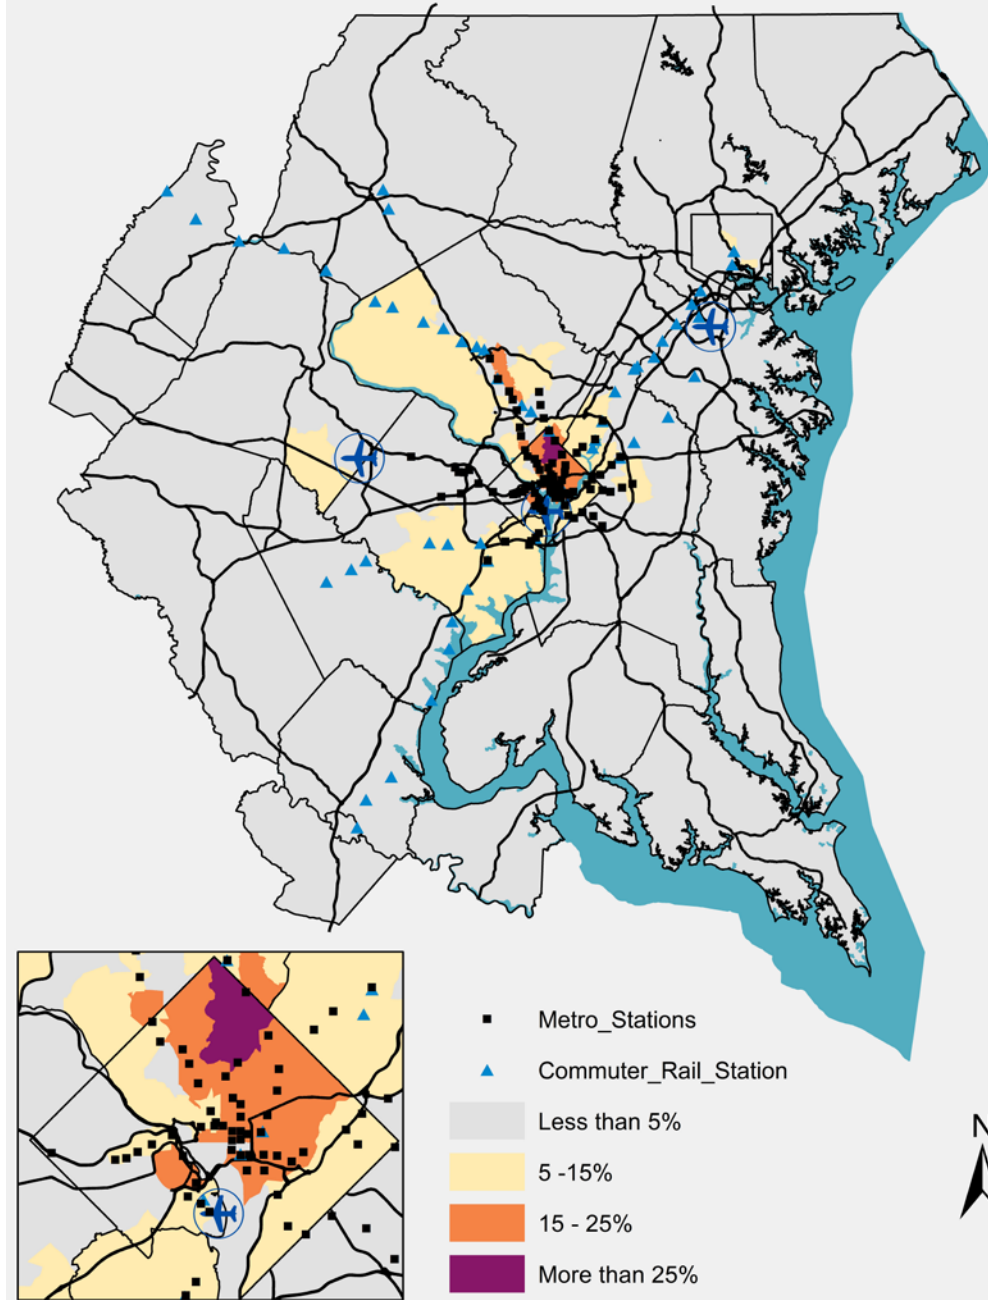 Metro_Stations
Commuter_Rail_Station
Less than 5%
5 -15%
15 - 25%
More than 25%
N